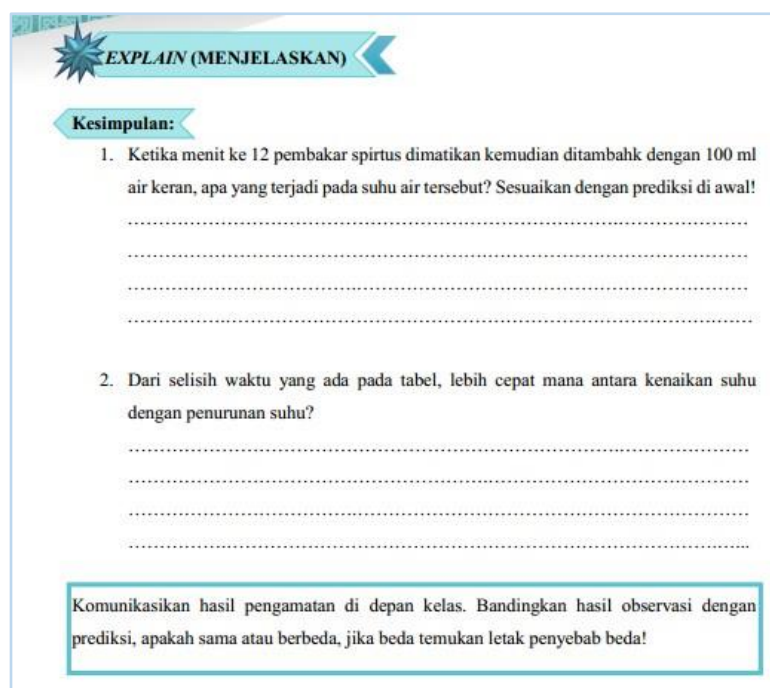 EXPLAIN (MENJELASKAN)
Kesimpulan:
1. Ketika menit ke 12 pembakar spirtus dimatikan kemudian ditambahk dengan 100 ml
air keran, apa yang terjadi pada suhu air tersebut? Sesuaikan dengan prediksi di awal!
2. Dari selisih waktu yang ada pada tabel, lebih cepat mana antara kenaikan suhu
dengan penurunan suhu?
Komunikasikan hasil pengamatan di depan kelas. Bandingkan hasil observasi dengan
prediksi, apakah sama atau berbeda, jika beda temukan letak penyebab beda!